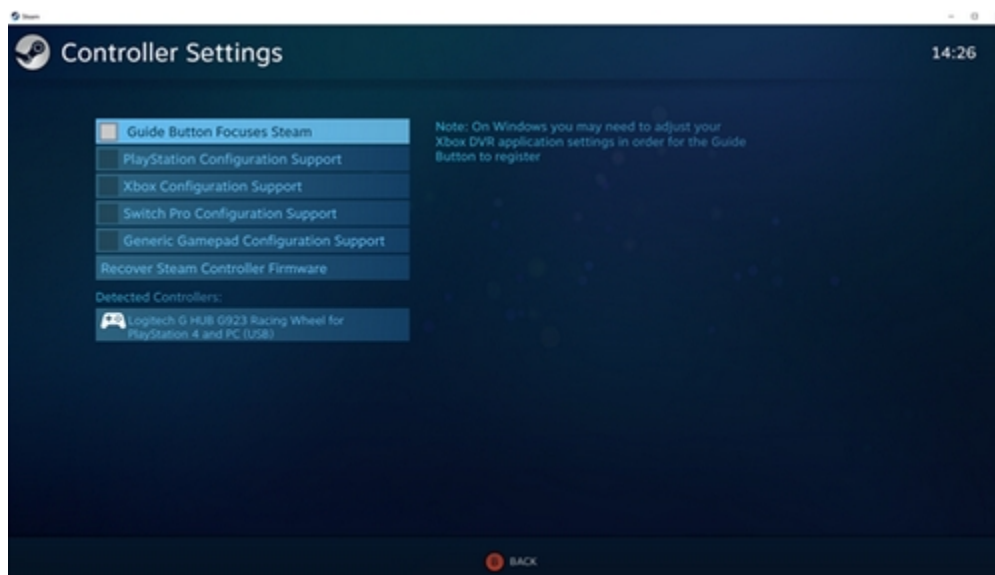 Steam
Controller Settings
14:26
Guide Button Focuses Steam
PlayStation Configuration Support
Xbox Configuration Support
Switch Pro Configuration Support
Generic Gamepad Configuration Support
Recover Steam Controller Firmware
Detected Controllers:
Logitech G HUB G923 Racing Wheel for
PlayStation 4 and PC (USB)
Note: On Windows you may need to adjust your
Xbox DVR application settings in order for the Guide
Button to register
B BACK